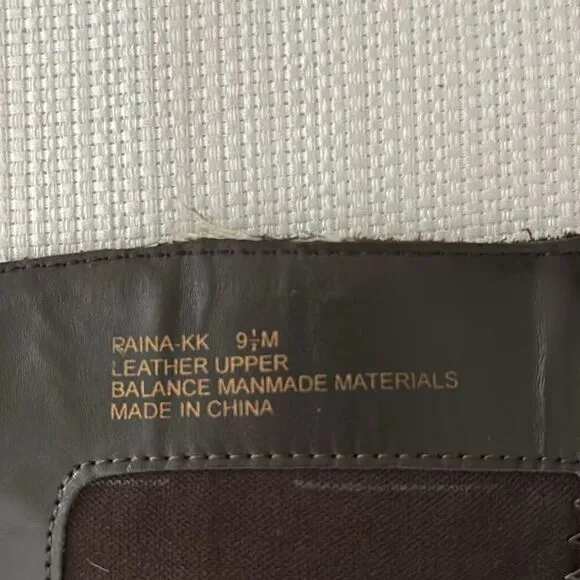 RAINA-KK 9½M
LEATHER UPPER
BALANCE MANMADE MATERIALS
MADE IN CHINA